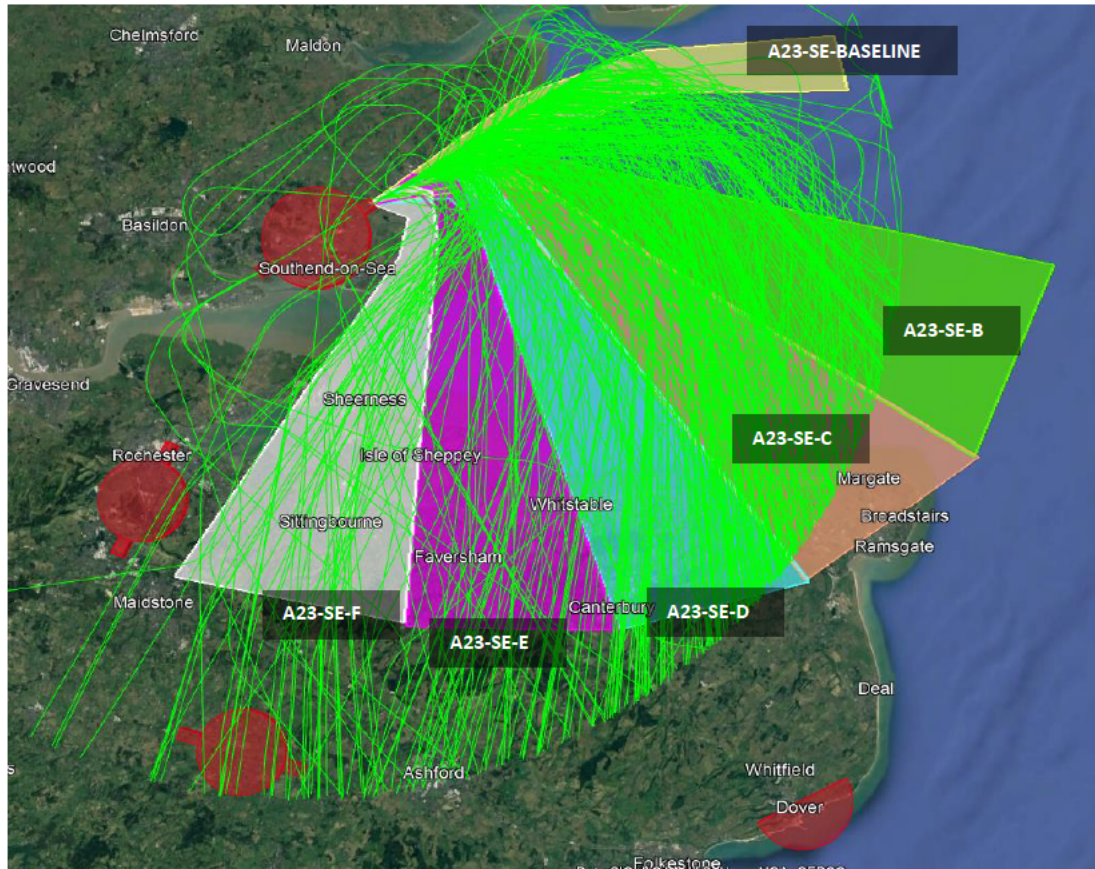 Chelmsford
Maldon
A23-SE-BASELINE
ntwood
Basildon
Southend-on-Sea
A23-SE-B
Gravesend
Sheerness
A23-SE-C
Rochester
Isle of Sheppey
Margate
Whitstable
Breadstairs
Sittingbourne
Ramsgate
Faversham
Maidstone
A23-SE-F
Canterbury
A23-SE-D
A23-SE-E
Deal
s
Ashford
Whitfield
Dover
Folkestone